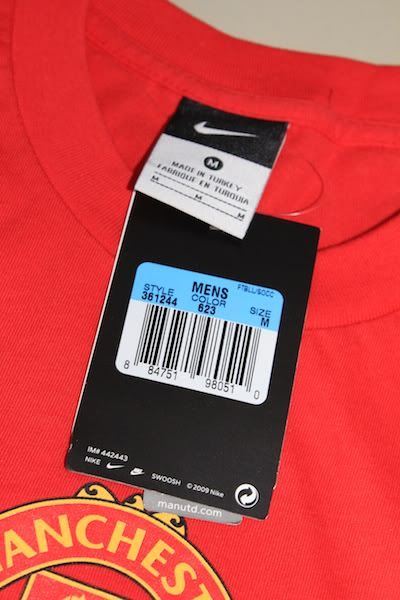 M
MADE IN TURKEY
FABRIQUE EN TURQUIA
M M M
STYLE MENS FTBLL/SOCC
361244 COLOR SIZE
623 M
8 84751 98051 0
IM# 442443
NIKE SWOOSH © 2009 Nike
manutd.com
MANCHEST